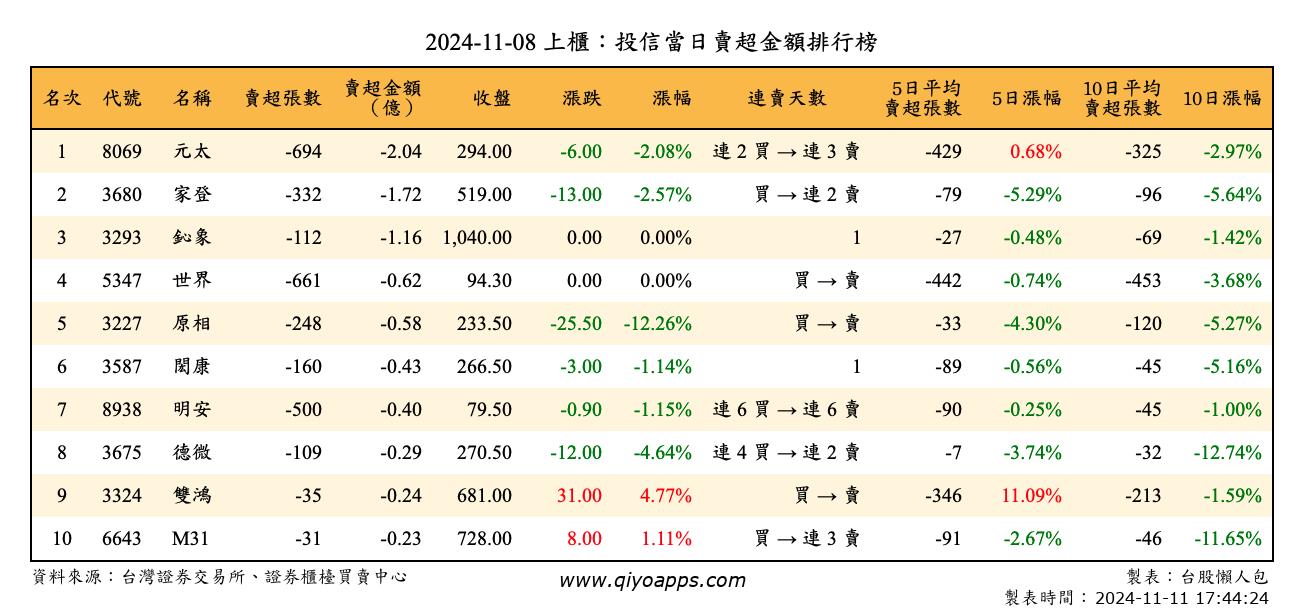 2024-11-08 上櫃：投信當日賣超金額排行榜
名次 代號 名稱 賣超張數 賣超金額（億） 收盤 漲跌 漲幅 連賣天數 5日平均賣超張數 5日漲幅 10日平均賣超張數 10日漲幅
1 8069 元太 -694 -2.04 294.00 -6.00 -2.08% 連 2 買 → 連 3 賣 -429 0.68% -325 -2.97%
2 3680 家登 -332 -1.72 519.00 -13.00 -2.57% 買 → 連 2 賣 -79 -5.29% -96 -5.64%
3 3293 鈊象 -112 -1.16 1,040.00 0.00 0.00% 1 -27 -0.48% -69 -1.42%
4 5347 世界 -661 -0.62 94.30 0.00 0.00% 買 → 賣 -442 -0.74% -453 -3.68%
5 3227 原相 -248 -0.58 233.50 -25.50 -12.26% 買 → 賣 -33 -4.30% -120 -5.27%
6 3587 閎康 -160 -0.43 266.50 -3.00 -1.14% 1 -89 -0.56% -45 -5.16%
7 8938 明安 -500 -0.40 79.50 -0.90 -1.15% 連 6 買 → 連 6 賣 -90 -0.25% -45 -1.00%
8 3675 德微 -109 -0.29 270.50 -12.00 -4.64% 連 4 買 → 連 2 賣 -7 -3.74% -32 -12.74%
9 3324 雙鴻 -35 -0.24 681.00 31.00 4.77% 買 → 賣 -346 11.09% -213 -1.59%
10 6643 M31 -31 -0.23 728.00 8.00 1.11% 買 → 連 3 賣 -91 -2.67% -46 -11.65%
資料來源：台灣證券交易所、證券櫃檯買賣中心 www.qiyoapps.com 製表：台股懶人包
製表時間： 2024-11-11 17:44:24